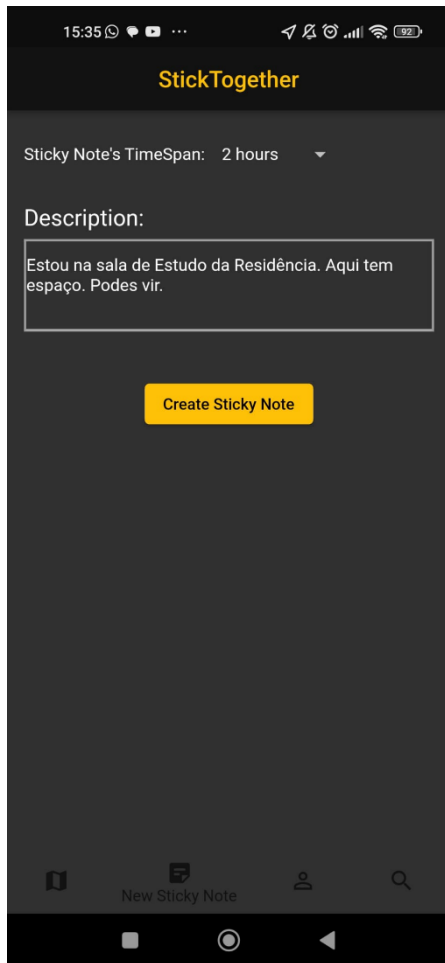 15:35
92
StickTogether
Sticky Note's TimeSpan: 2 hours
Description:
Estou na sala de Estudo da Residência. Aqui tem
espaço. Podes vir.
Create Sticky Note
New Sticky Note